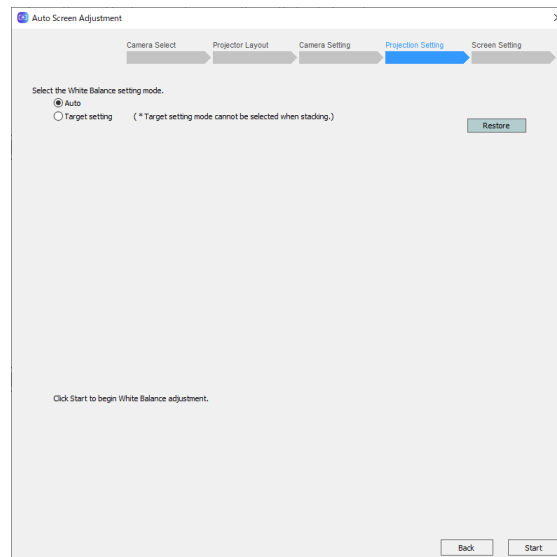 Auto Screen Adjustment
Camera Select Projector Layout Camera Setting Projection Setting Screen Setting
Select the White Balance setting mode.
Auto
Target setting ( * Target setting mode cannot be selected when stacking.)
Restore
Click Start to begin White Balance adjustment.
Back Start